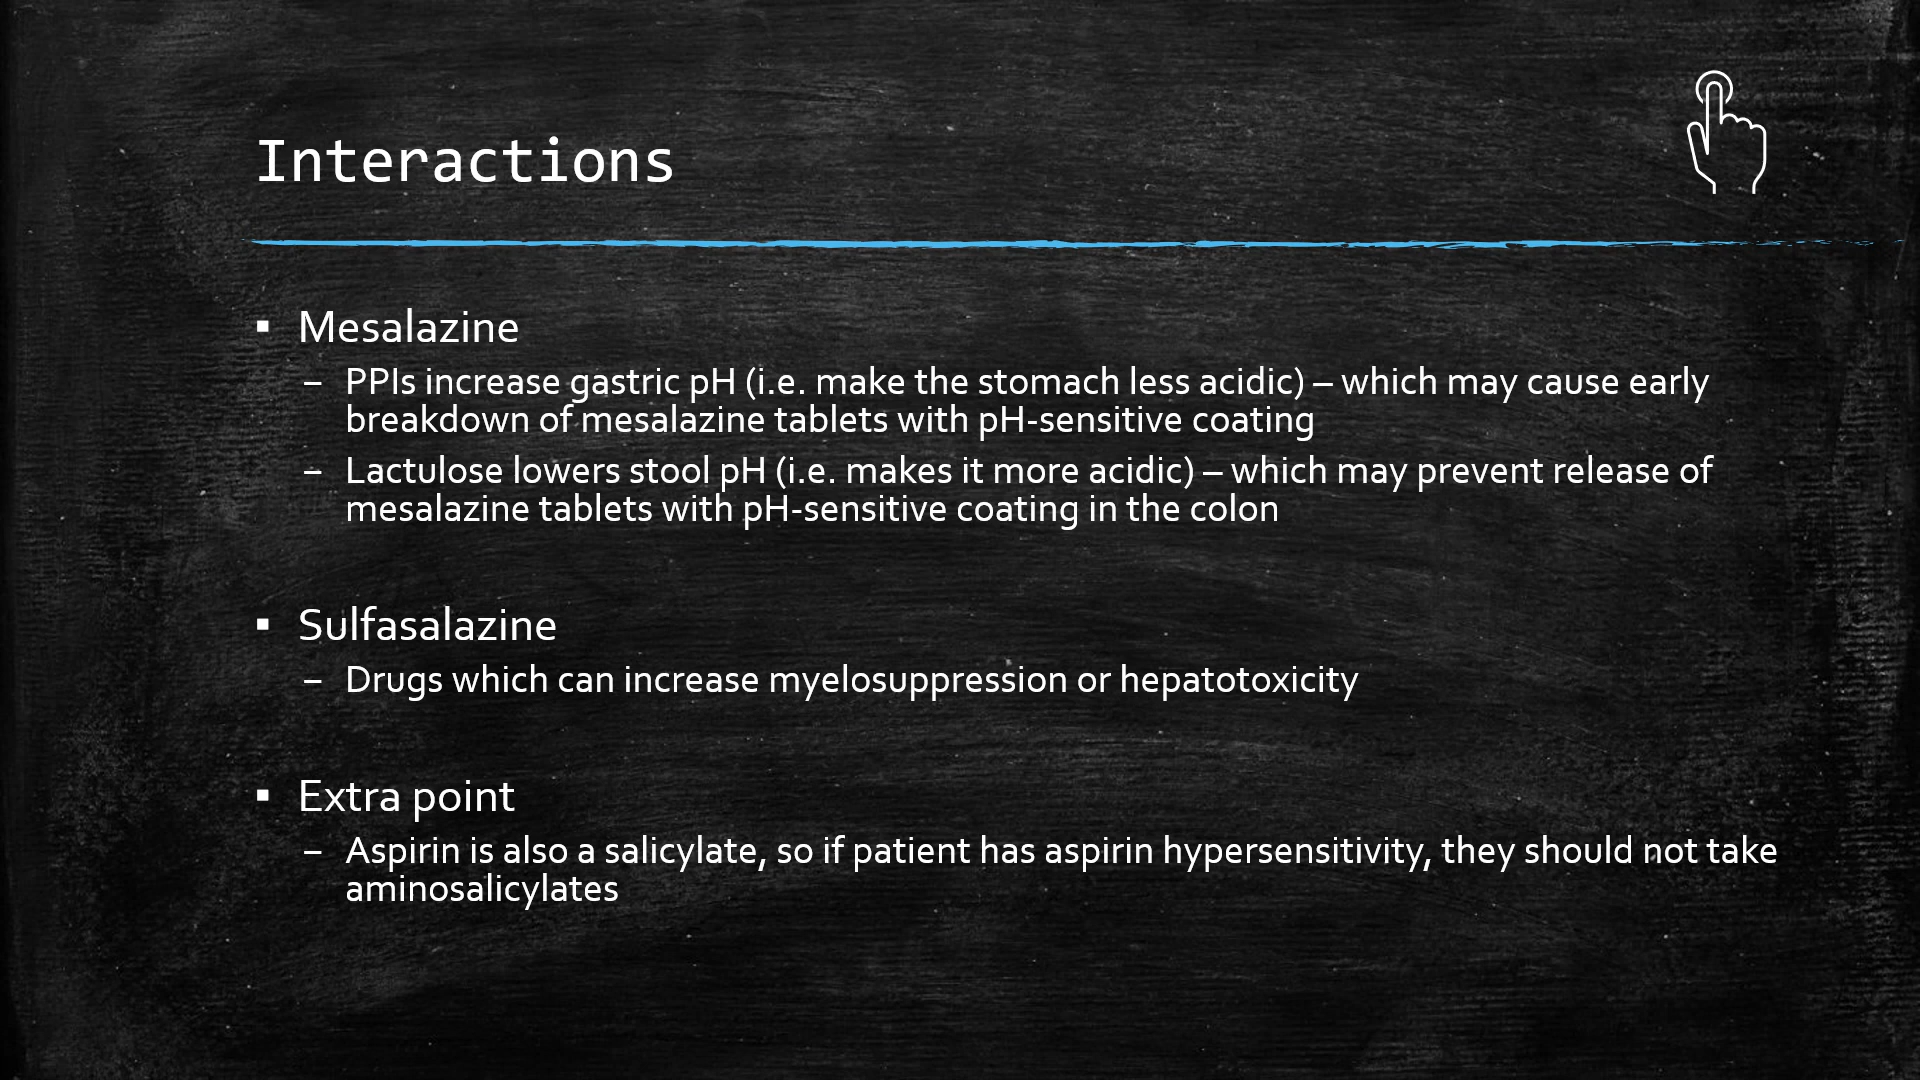 Interactions
▪ Mesalazine
– PPIs increase gastric pH (i.e. make the stomach less acidic) – which may cause early
breakdown of mesalazine tablets with pH-sensitive coating
– Lactulose lowers stool pH (i.e. makes it more acidic) – which may prevent release of
mesalazine tablets with pH-sensitive coating in the colon
▪ Sulfasalazine
– Drugs which can increase myelosuppression or hepatotoxicity
▪ Extra point
– Aspirin is also a salicylate, so if patient has aspirin hypersensitivity, they should not take
aminosalicylates